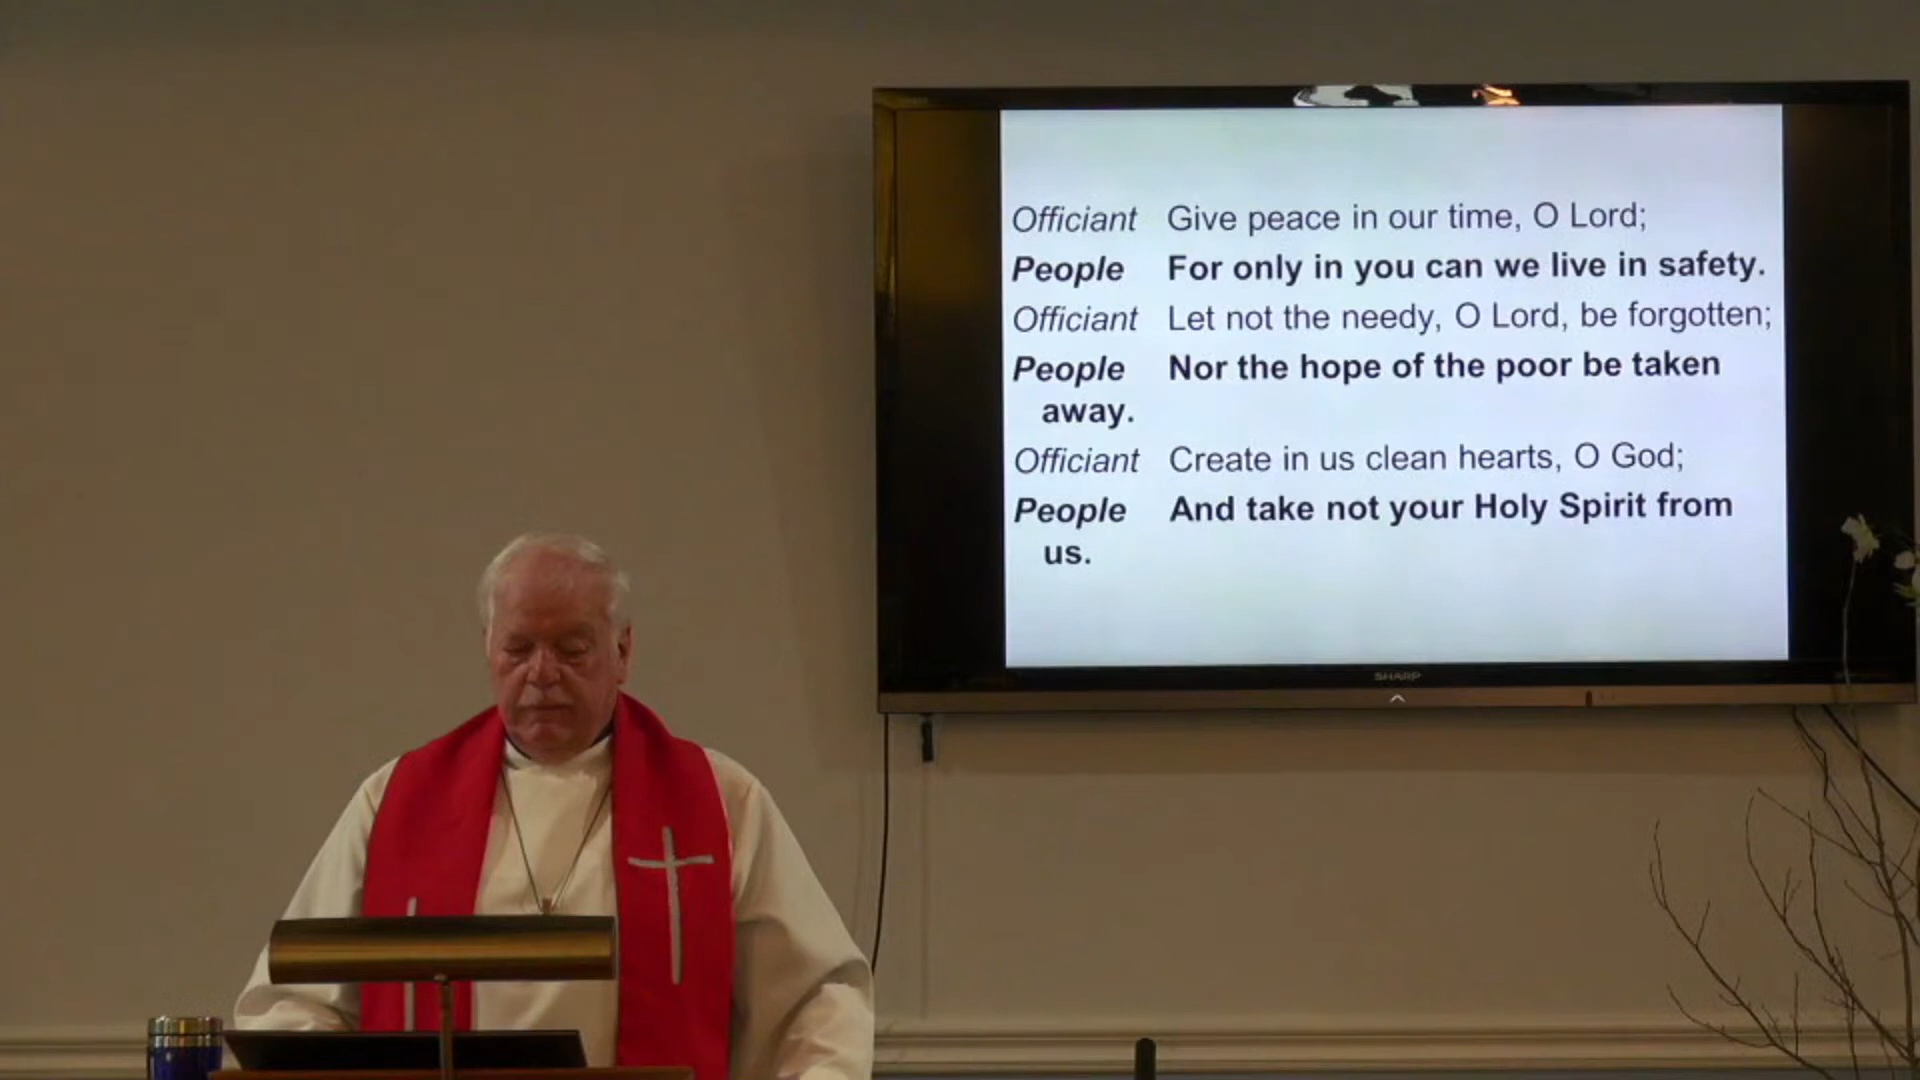 Officiant Give peace in our time, O Lord;
People For only in you can we live in safety.
Officiant Let not the needy, O Lord, be forgotten;
People Nor the hope of the poor be taken
away.
Officiant Create in us clean hearts, O God;
People And take not your Holy Spirit from
us.
SHARP